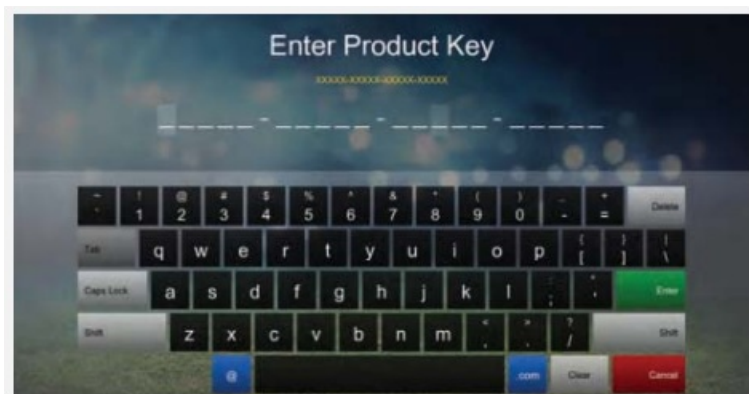 Enter Product Key
XXXXX-XXXXX-XXXXX-XXXXX
_____-_____-_____-_____
~ ! @ # $ % ^ & * ( ) _ +
` 1 2 3 4 5 6 7 8 9 0 - = Delete
Tab q w e r t y u i o p { [ } ] | \
Caps Lock a s d f g h j k l : ; " ' Enter
Shift z x c v b n m < , > . ? / Shift
@ .com Clear Cancel